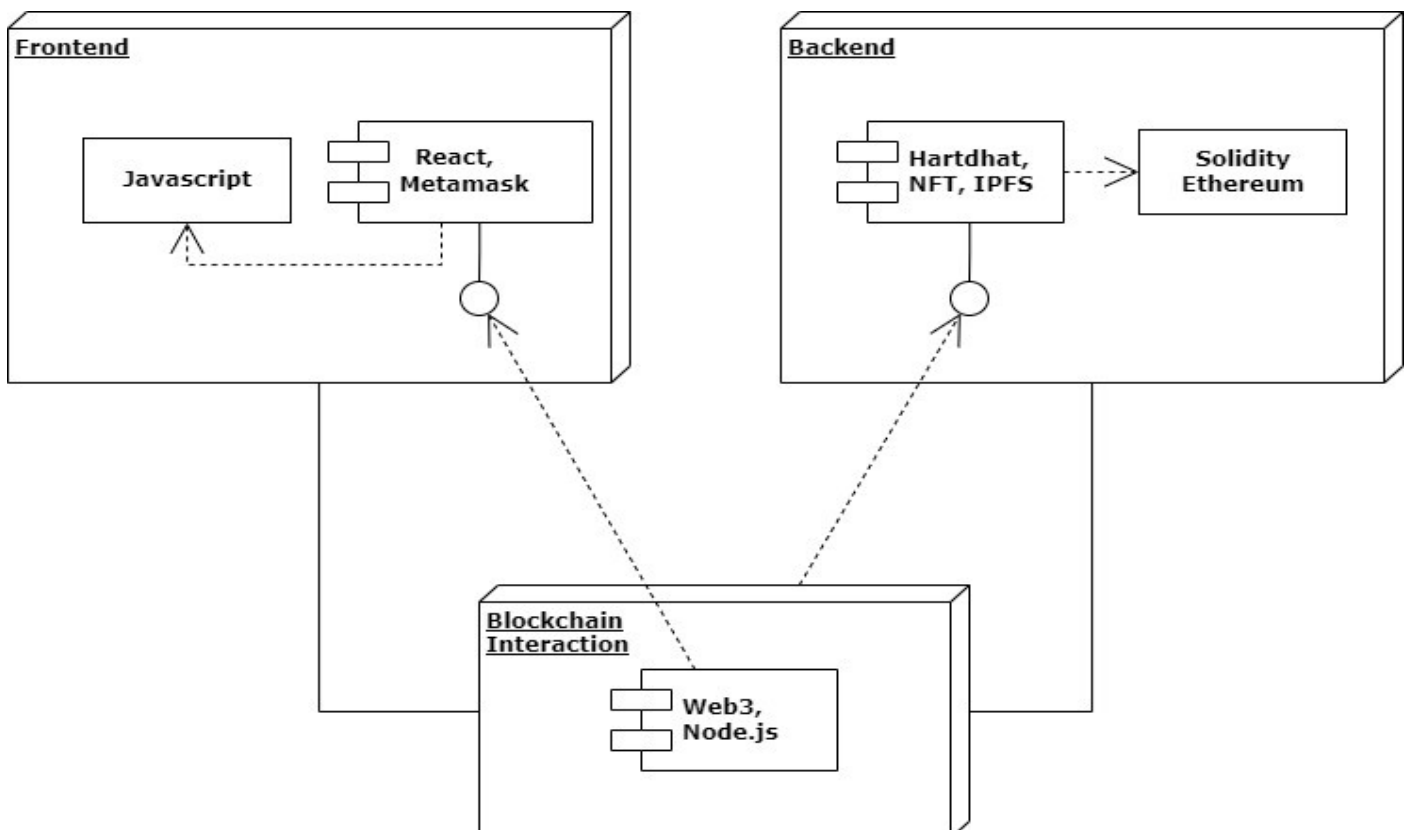 Frontend
Javascript
React,
Metamask
Backend
Hartdhat,
NFT, IPFS
Solidity
Ethereum
Blockchain
Interaction
Web3,
Node.js